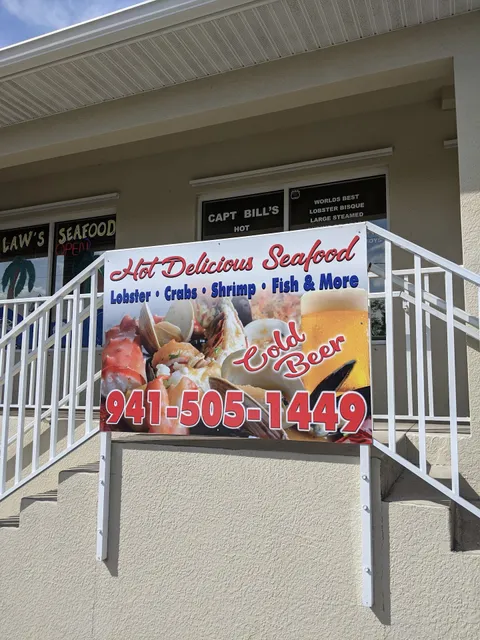 LAW'S SEAFOOD
OPEN
CAPT BILL'S
HOT
WORLDS BEST
LOBSTER BISQUE
LARGE STEAMED
Hot Delicious Seafood
Lobster • Crabs • Shrimp • Fish & More
Cold
Beer
941-505-1449